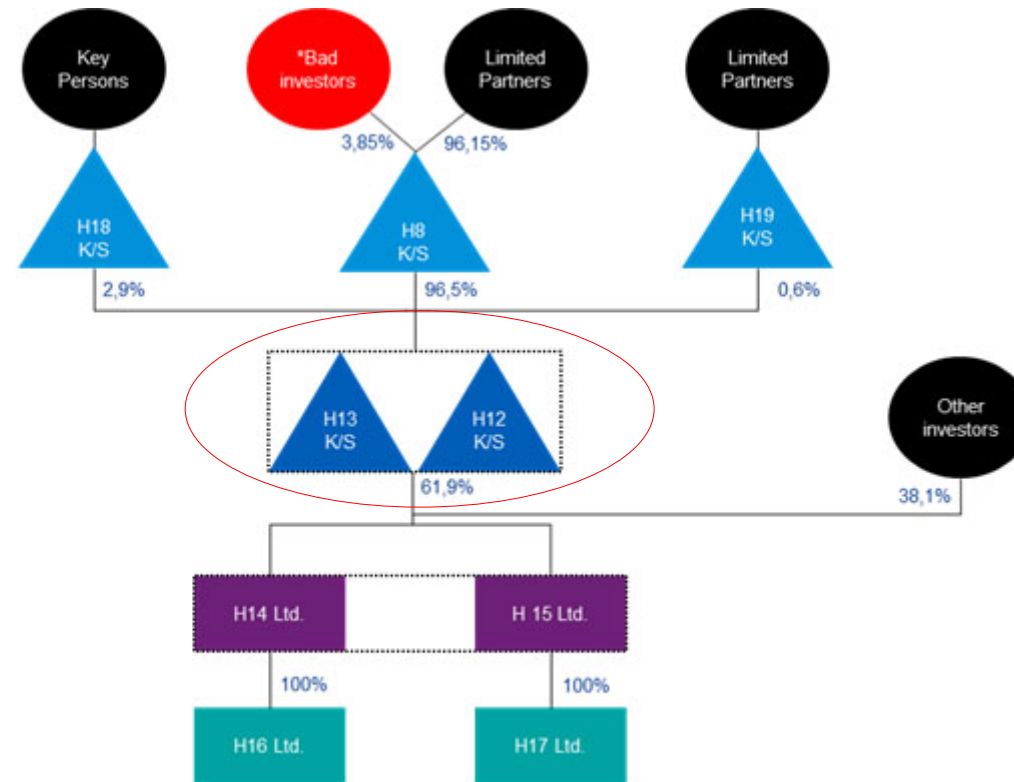 Key
Persons
*Bad
investors
Limited
Partners
Limited
Partners
3,85%
96,15%
H18
K/S
H8
K/S
H19
K/S
2,9%
96,5%
0,6%
H13
K/S
H12
K/S
Other
investors
61,9%
38,1%
H14 Ltd.
H 15 Ltd.
100%
100%
H16 Ltd.
H17 Ltd.